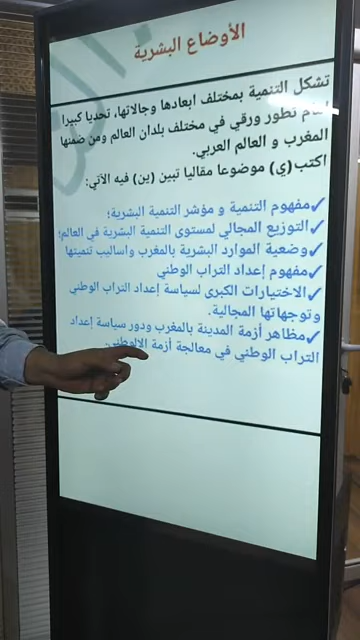 الأوضاع البشرية
تشكل التنمية بمختلف ابعادها وجالاتها، تحديا كبيرا
أمام تطور ورقي في مختلف بلدان العالم ومن ضمنها
المغرب و العالم العربي.
اكتب(ي) موضوعا مقاليا تبين (ين) فيه الآتي:
✓مفهوم التنمية و مؤشر التنمية البشرية؛
✓التوزيع المجالي لمستوى التنمية البشرية في العالم؛
✓وضعية الموارد البشرية بالمغرب واساليب تنميتها
✓مفهوم إعداد التراب الوطني
✓الاختيارات الكبرى لسياسة إعداد التراب الوطني
وتوجهاتها المجالية.
✓مظاهر أزمة المدينة بالمغرب ودور سياسة إعداد
التراب الوطني في معالجة أزمة